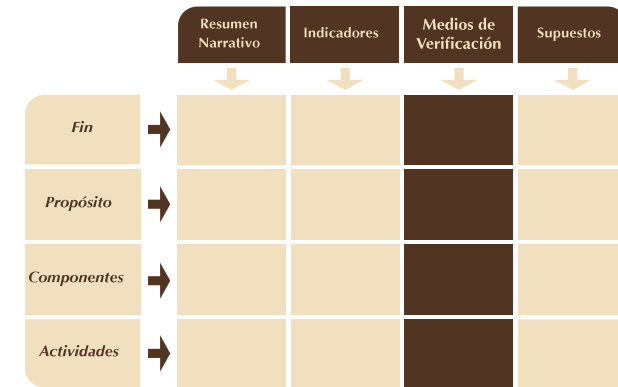 Resumen
Narrativo
Indicadores
Medios de
Verificación
Supuestos
Fin
Propósito
Componentes
Actividades